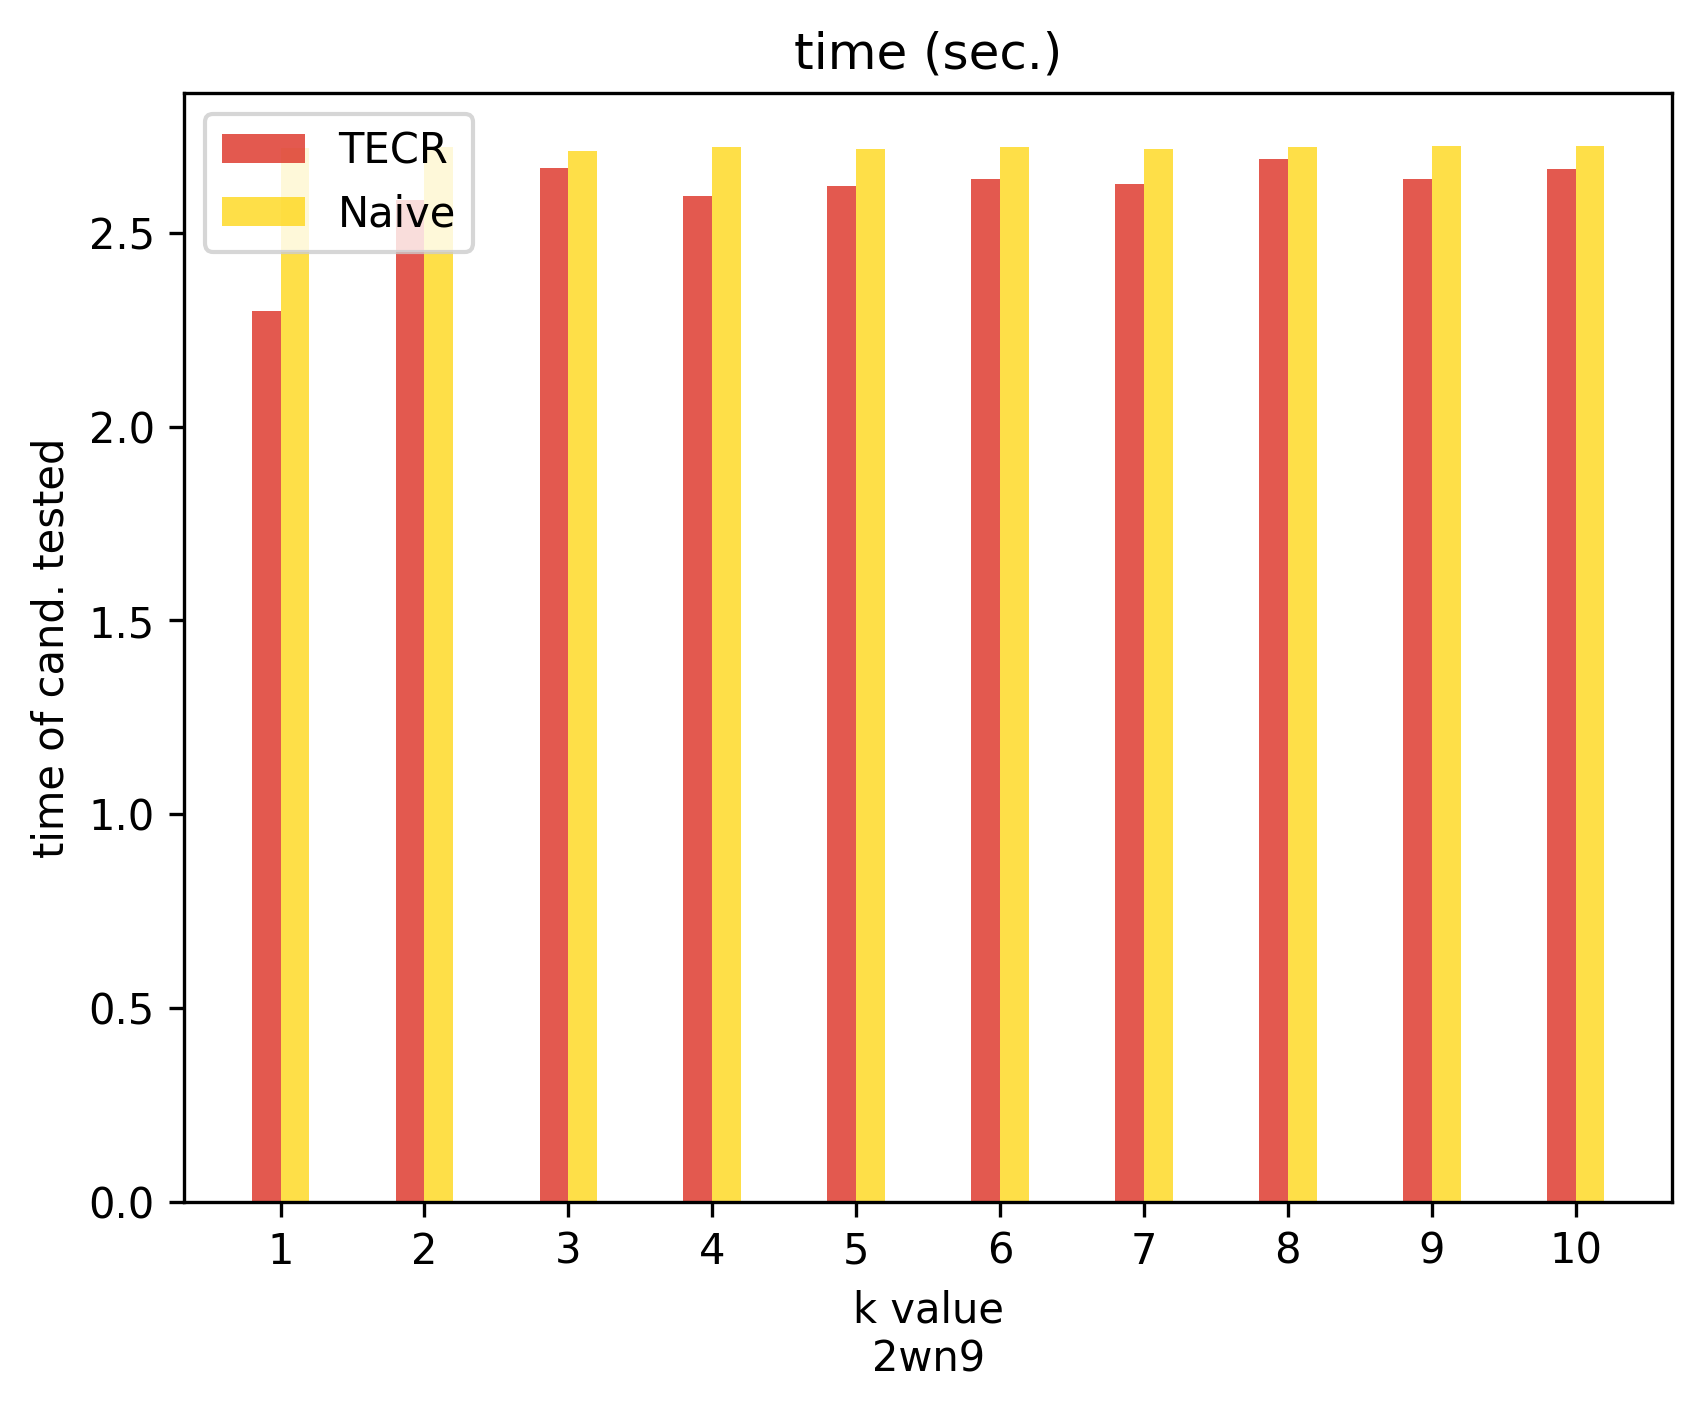 time (sec.)
TECR
Naive
time of cand. tested
2.5
2.0
1.5
1.0
0.5
0.0
1 2 3 4 5 6 7 8 9 10
k value
2wn9